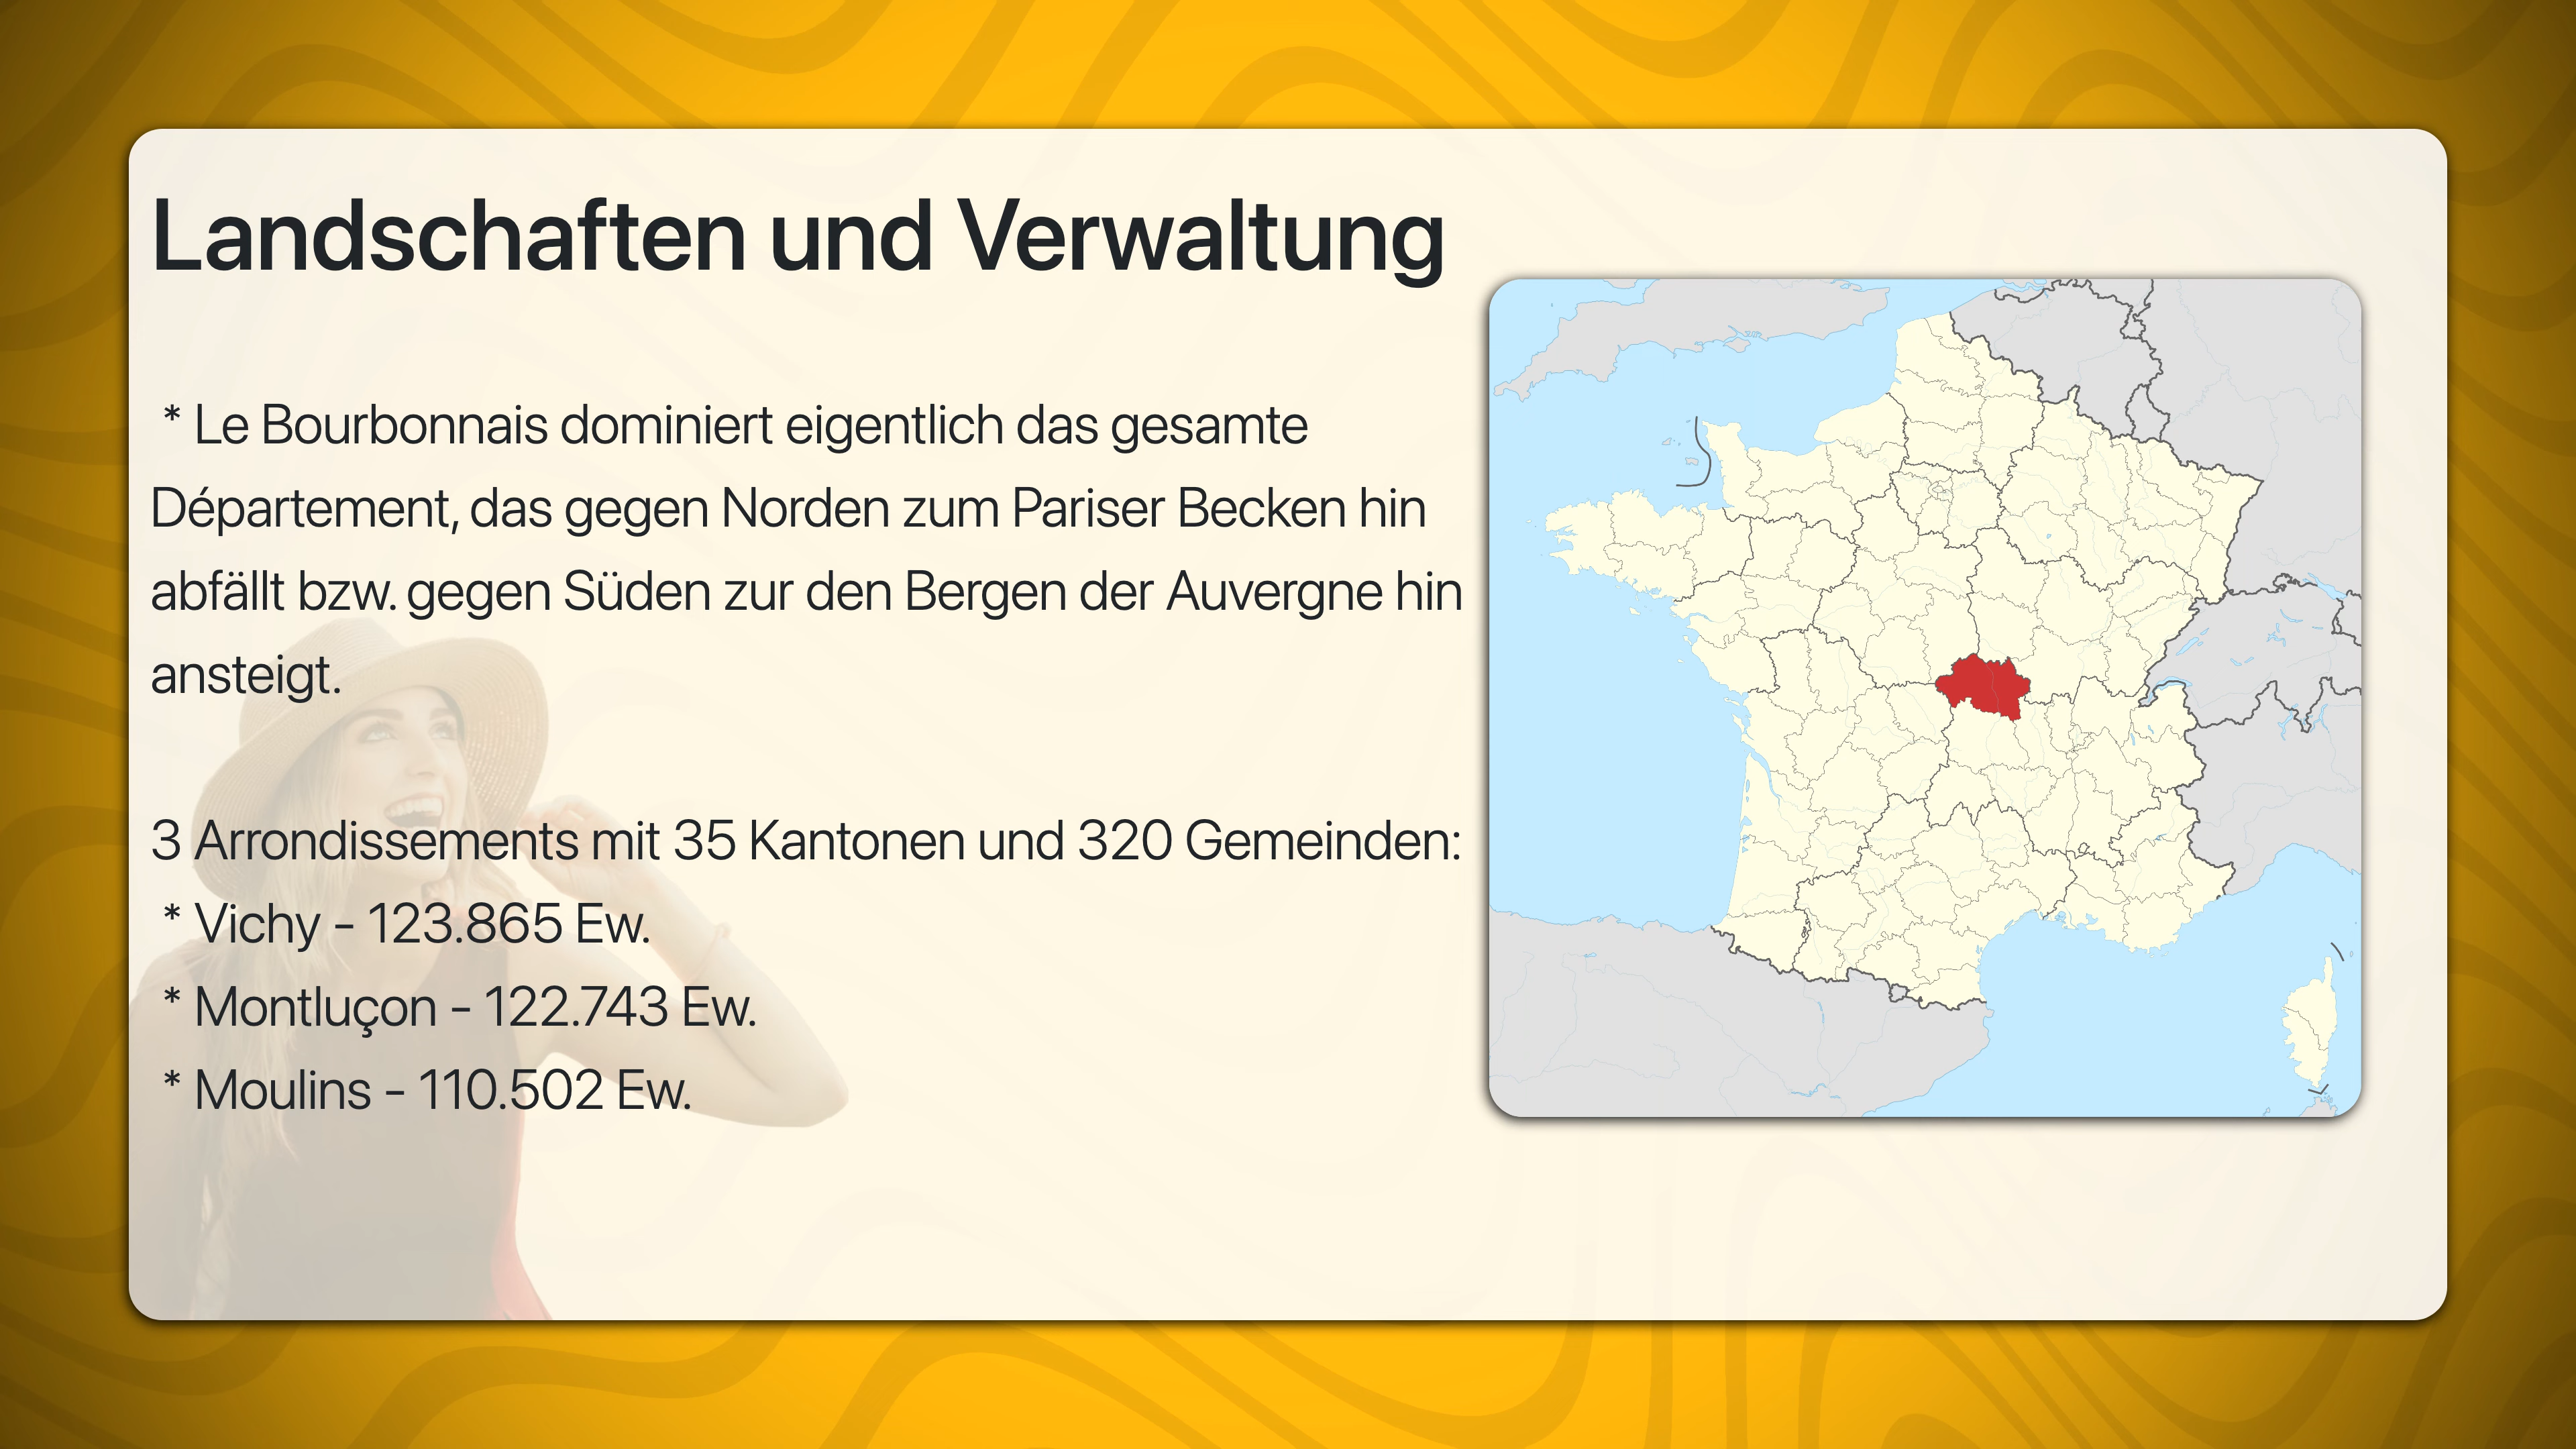 Landschaften und Verwaltung
* Le Bourbonnais dominiert eigentlich das gesamte
Département, das gegen Norden zum Pariser Becken hin
abfällt bzw. gegen Süden zur den Bergen der Auvergne hin
ansteigt.
3 Arrondissements mit 35 Kantonen und 320 Gemeinden:
* Vichy - 123.865 Ew.
* Montluçon - 122.743 Ew.
* Moulins - 110.502 Ew.